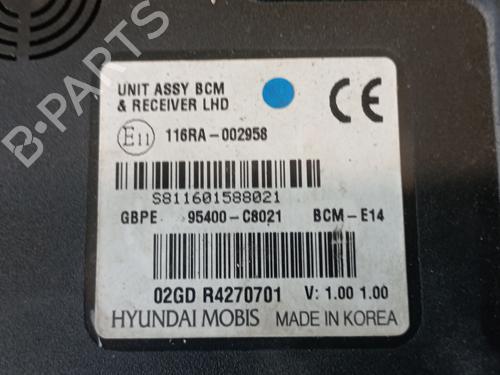 UNIT ASSY BCM
& RECEIVER LHD
CE
E11 116RA-002958
S811601588021
GBPE 95400-C8021 BCM-E14
02GD R4270701 V: 1.00 1.00
HYUNDAI MOBIS MADE IN KOREA
B-PARTS